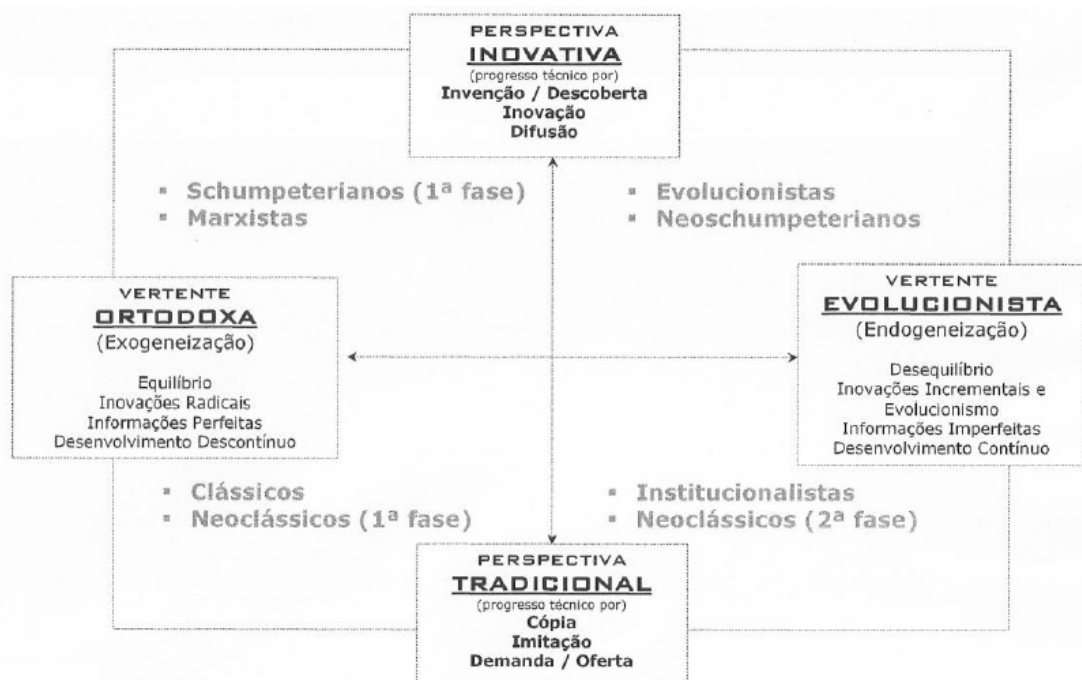 PERSPECTIVA
INOVATIVA
(progresso técnico por)
Invenção / Descoberta
Inovação
Difusão
▪ Schumpeterianos (1ª fase)
▪ Marxistas
▪ Evolucionistas
▪ Neoschumpeterianos
VERTENTE
ORTODOXA
(Exogeneização)
Equilíbrio
Inovações Radicais
Informações Perfeitas
Desenvolvimento Descontínuo
VERTENTE
EVOLUCIONISTA
(Endogeneização)
Desequilíbrio
Inovações Incrementais e
Evolucionismo
Informações Imperfeitas
Desenvolvimento Contínuo
▪ Clássicos
▪ Neoclássicos (1ª fase)
▪ Institucionalistas
▪ Neoclássicos (2ª fase)
PERSPECTIVA
TRADICIONAL
(progresso técnico por)
Cópia
Imitação
Demanda / Oferta